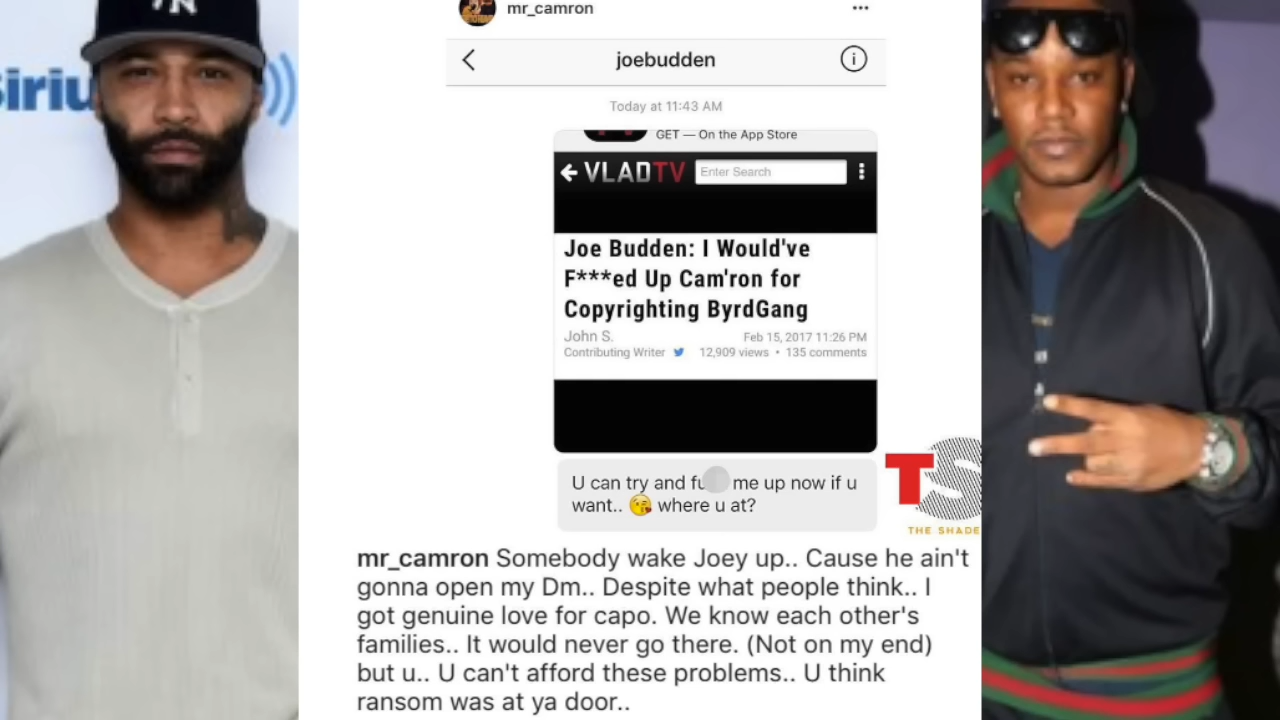 mr_camron
joebudden
Today at 11:43 AM
GET — On the App Store
VLADTV Enter Search
Joe Budden: I Would've
F***ed Up Cam'ron for
Copyrighting ByrdGang
John S. Feb 15, 2017 11:26 PM
Contributing Writer 12,909 views • 135 comments
U can try and fu me up now if u
want.. 😘 where u at?
TS
THE SHADE
mr_camron Somebody wake Joey up.. Cause he ain't
gonna open my Dm.. Despite what people think.. I
got genuine love for capo. We know each other's
families.. It would never go there. (Not on my end)
but u.. U can't afford these problems.. U think
ransom was at ya door..
siriu
NY